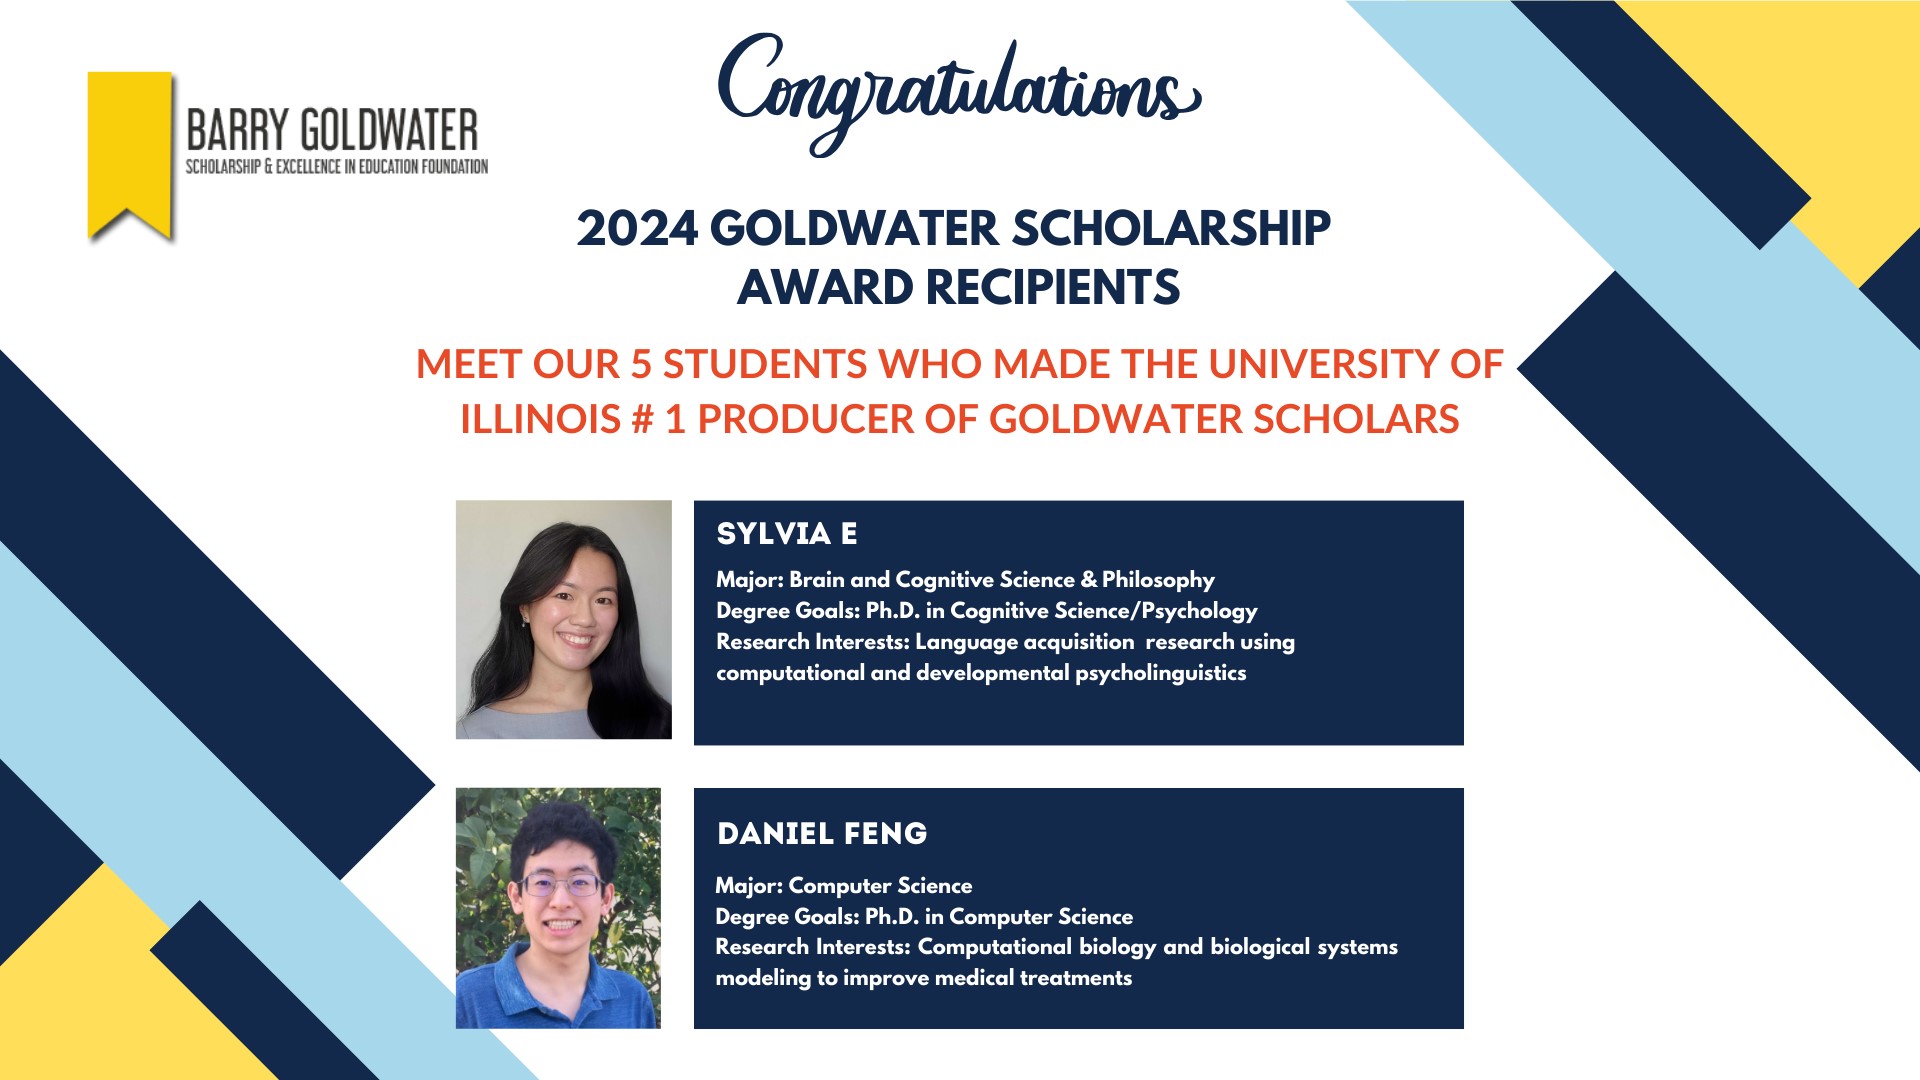 BARRY GOLDWATER
SCHOLARSHIP & EXCELLENCE IN EDUCATION FOUNDATION
Congratulations
2024 GOLDWATER SCHOLARSHIP
AWARD RECIPIENTS
MEET OUR 5 STUDENTS WHO MADE THE UNIVERSITY OF
ILLINOIS # 1 PRODUCER OF GOLDWATER SCHOLARS
SYLVIA E
Major: Brain and Cognitive Science & Philosophy
Degree Goals: Ph.D. in Cognitive Science/Psychology
Research Interests: Language acquisition  research using
computational and developmental psycholinguistics
DANIEL FENG
Major: Computer Science
Degree Goals: Ph.D. in Computer Science
Research Interests: Computational biology and biological systems
modeling to improve medical treatments